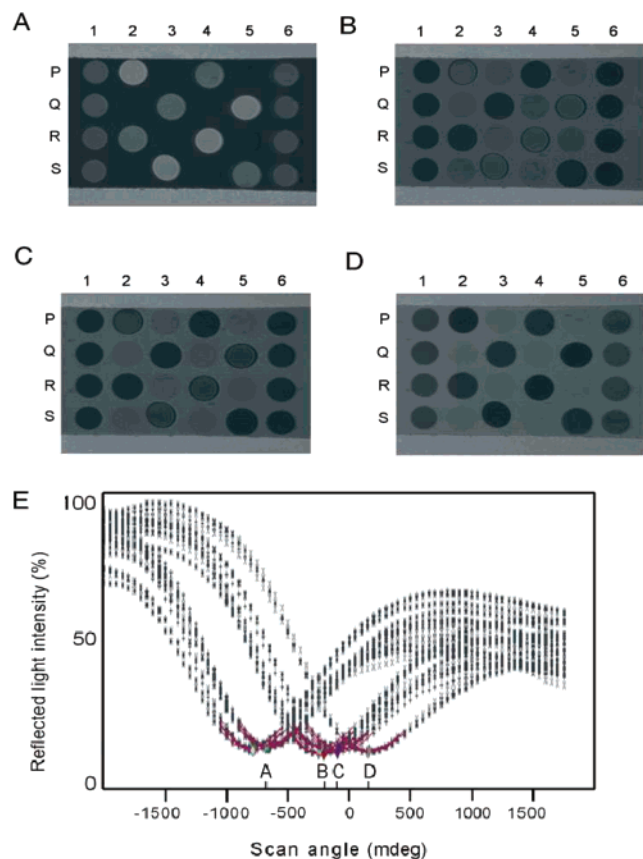 A
1 2 3 4 5 6
P
Q
R
S
B
1 2 3 4 5 6
P
Q
R
S
C
1 2 3 4 5 6
P
Q
R
S
D
1 2 3 4 5 6
P
Q
R
S
E
100
50
0
Reflected light intensity (%)
A B C D
-1500 -1000 -500 0 500 1000 1500
Scan angle (mdeg)